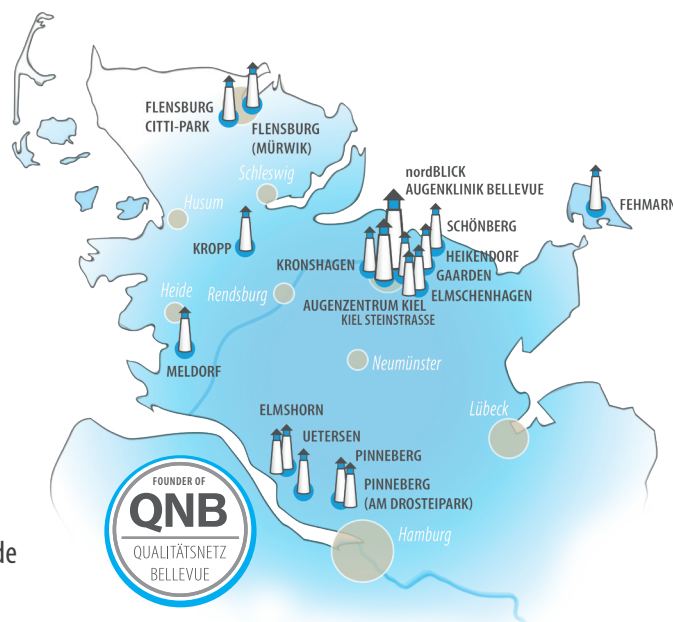 FLENSBURG
CITTI-PARK
FLENSBURG
(MÜRWIK)
Schleswig
nordBLICK
AUGENKLINIK BELLEVUE
Husum
FEHMARN
SCHÖNBERG
KROPP
HEIKENDORF
KRONSHAGEN
GAARDEN
Heide
Rendsburg
ELMSCHENHAGEN
AUGENZENTRUM KIEL
KIEL STEINSTRASSE
Neumünster
MELDORF
Lübeck
ELMSHORN
UETERSEN
PINNEBERG
PINNEBERG
(AM DROSTEIPARK)
FOUNDER OF
QNB
QUALITÄTSNETZ
BELLEVUE
Hamburg
de